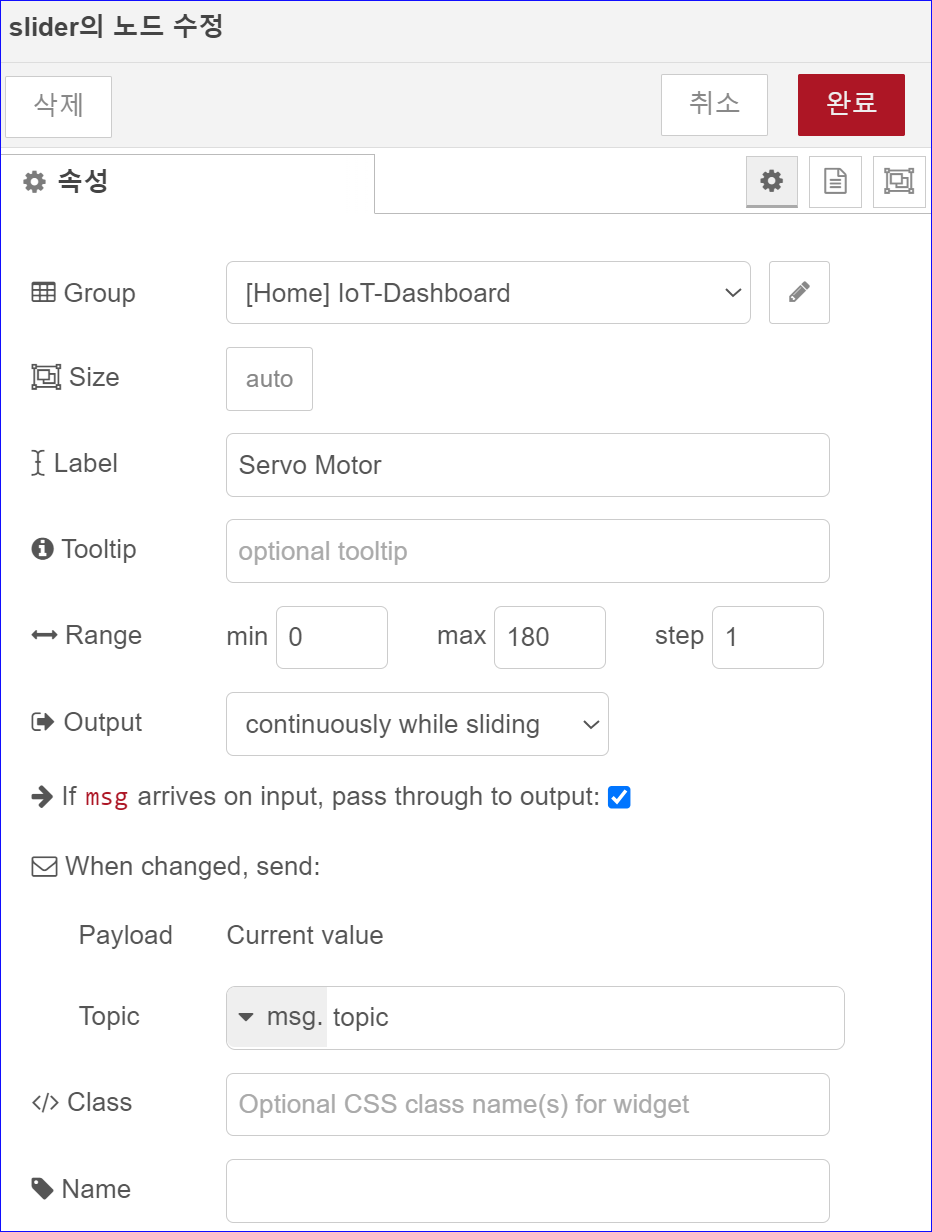 slider의 노드 수정
삭제 취소 완료
속성
Group [Home] IoT-Dashboard
Size auto
Label Servo Motor
Tooltip optional tooltip
Range min 0 max 180 step 1
Output continuously while sliding
If msg arrives on input, pass through to output:
When changed, send:
Payload Current value
Topic msg. topic
</> Class Optional CSS class name(s) for widget
Name